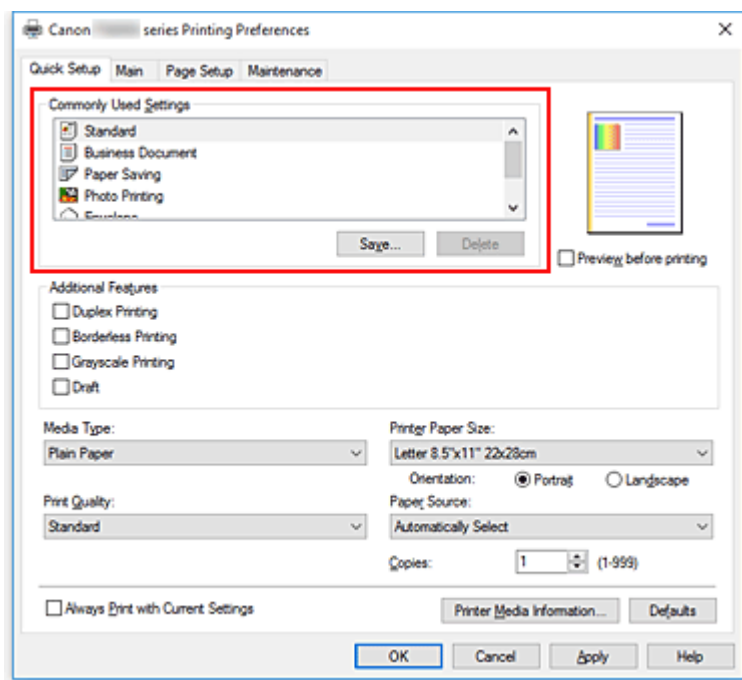 Canon series Printing Preferences
Quick Setup Main Page Setup Maintenance
Commonly Used Settings
Standard
Business Document
Paper Saving
Photo Printing
Envelope
Save... Delete
Preview before printing
Additional Features
Duplex Printing
Borderless Printing
Grayscale Printing
Draft
Media Type: Printer Paper Size:
Plain Paper Letter 8.5"x11" 22x28cm
Orientation: Portrait Landscape
Print Quality: Paper Source:
Standard Automatically Select
Copies: 1 (1-999)
Always Print with Current Settings Printer Media Information... Defaults
OK Cancel Apply Help